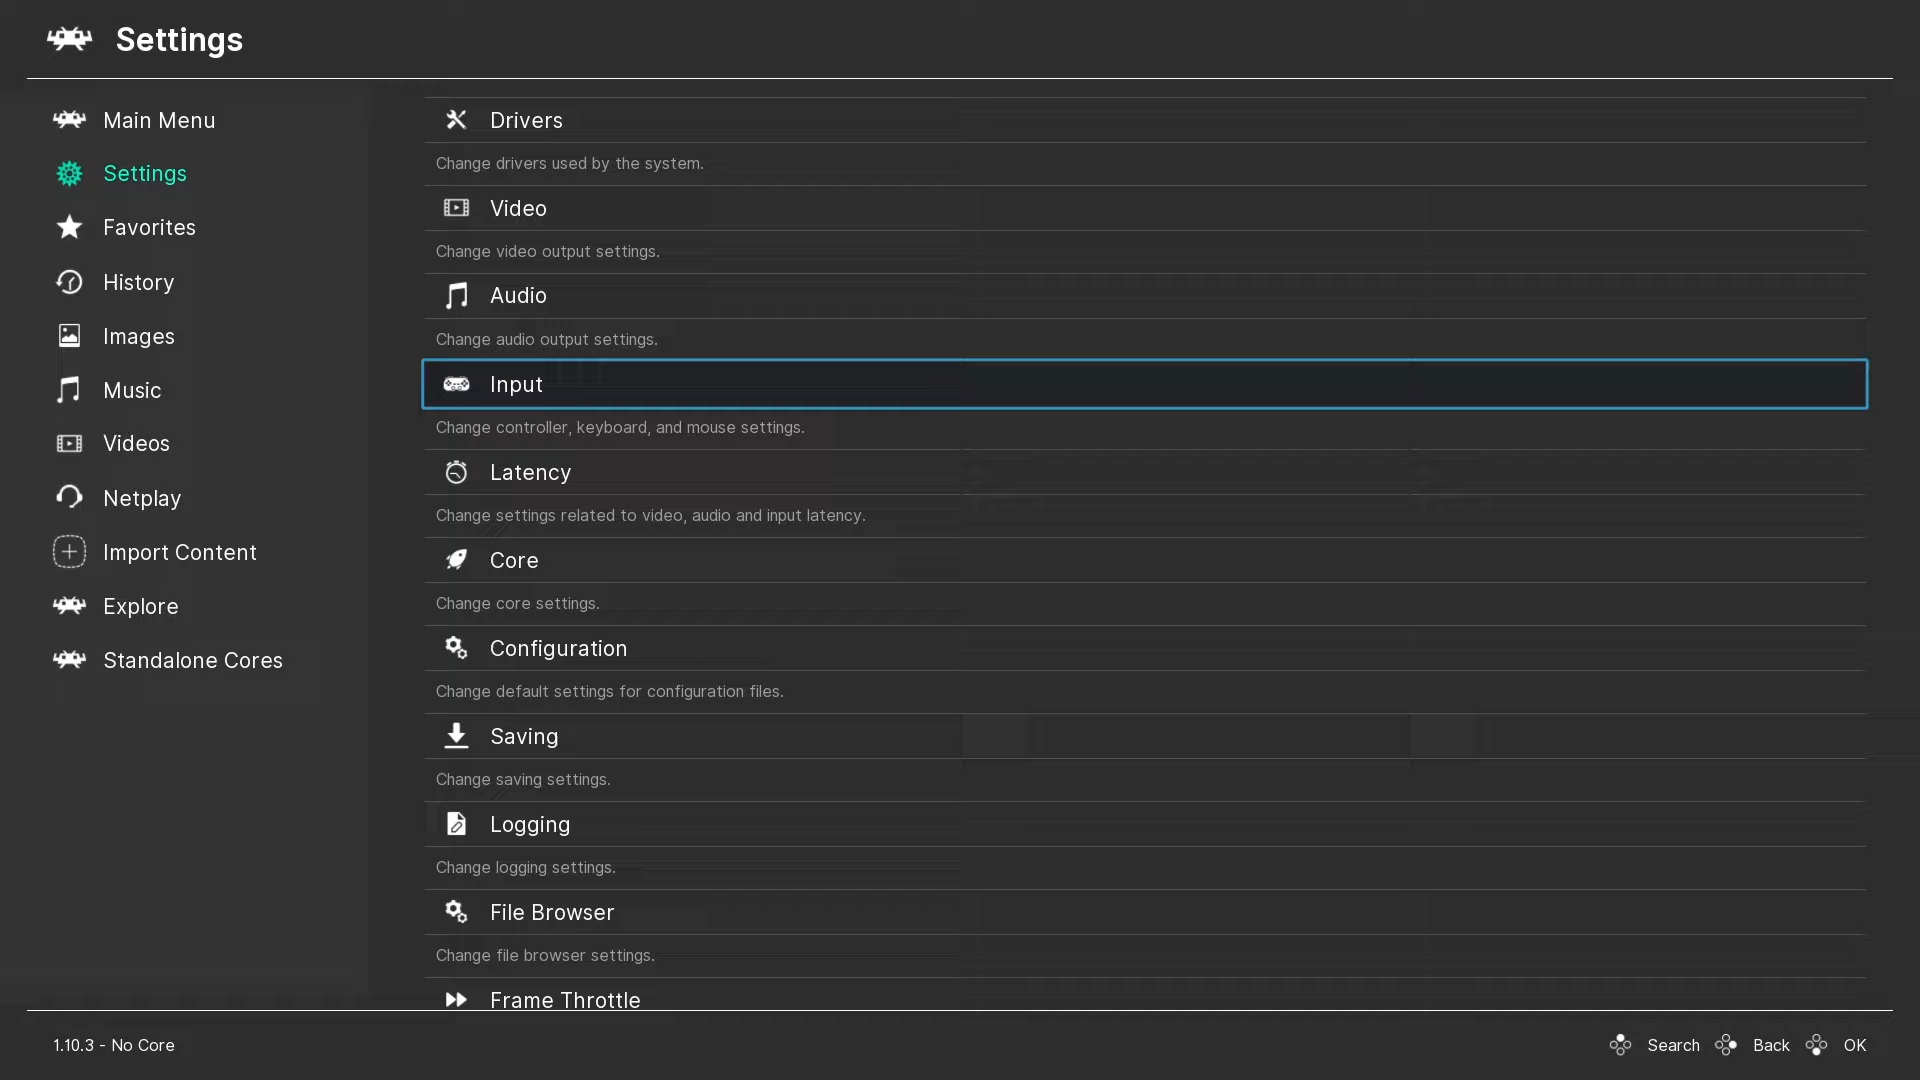 Settings
Main Menu
Settings
Favorites
History
Images
Music
Videos
Netplay
Import Content
Explore
Standalone Cores
Drivers
Change drivers used by the system.
Video
Change video output settings.
Audio
Change audio output settings.
Input
Change controller, keyboard, and mouse settings.
Latency
Change settings related to video, audio and input latency.
Core
Change core settings.
Configuration
Change default settings for configuration files.
Saving
Change saving settings.
Logging
Change logging settings.
File Browser
Change file browser settings.
Frame Throttle
1.10.3 - No Core
Search Back OK